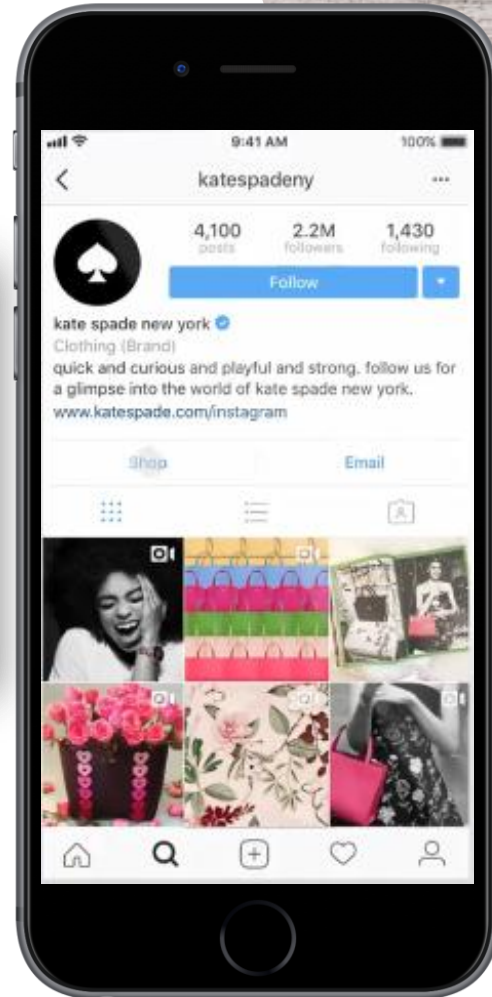 9:41 AM 100%
katespadeny
4,100 2.2M 1,430
posts followers following
Follow
kate spade new york
Clothing (Brand)
quick and curious and playful and strong. follow us for
a glimpse into the world of kate spade new york.
www.katespade.com/instagram
Shop Email